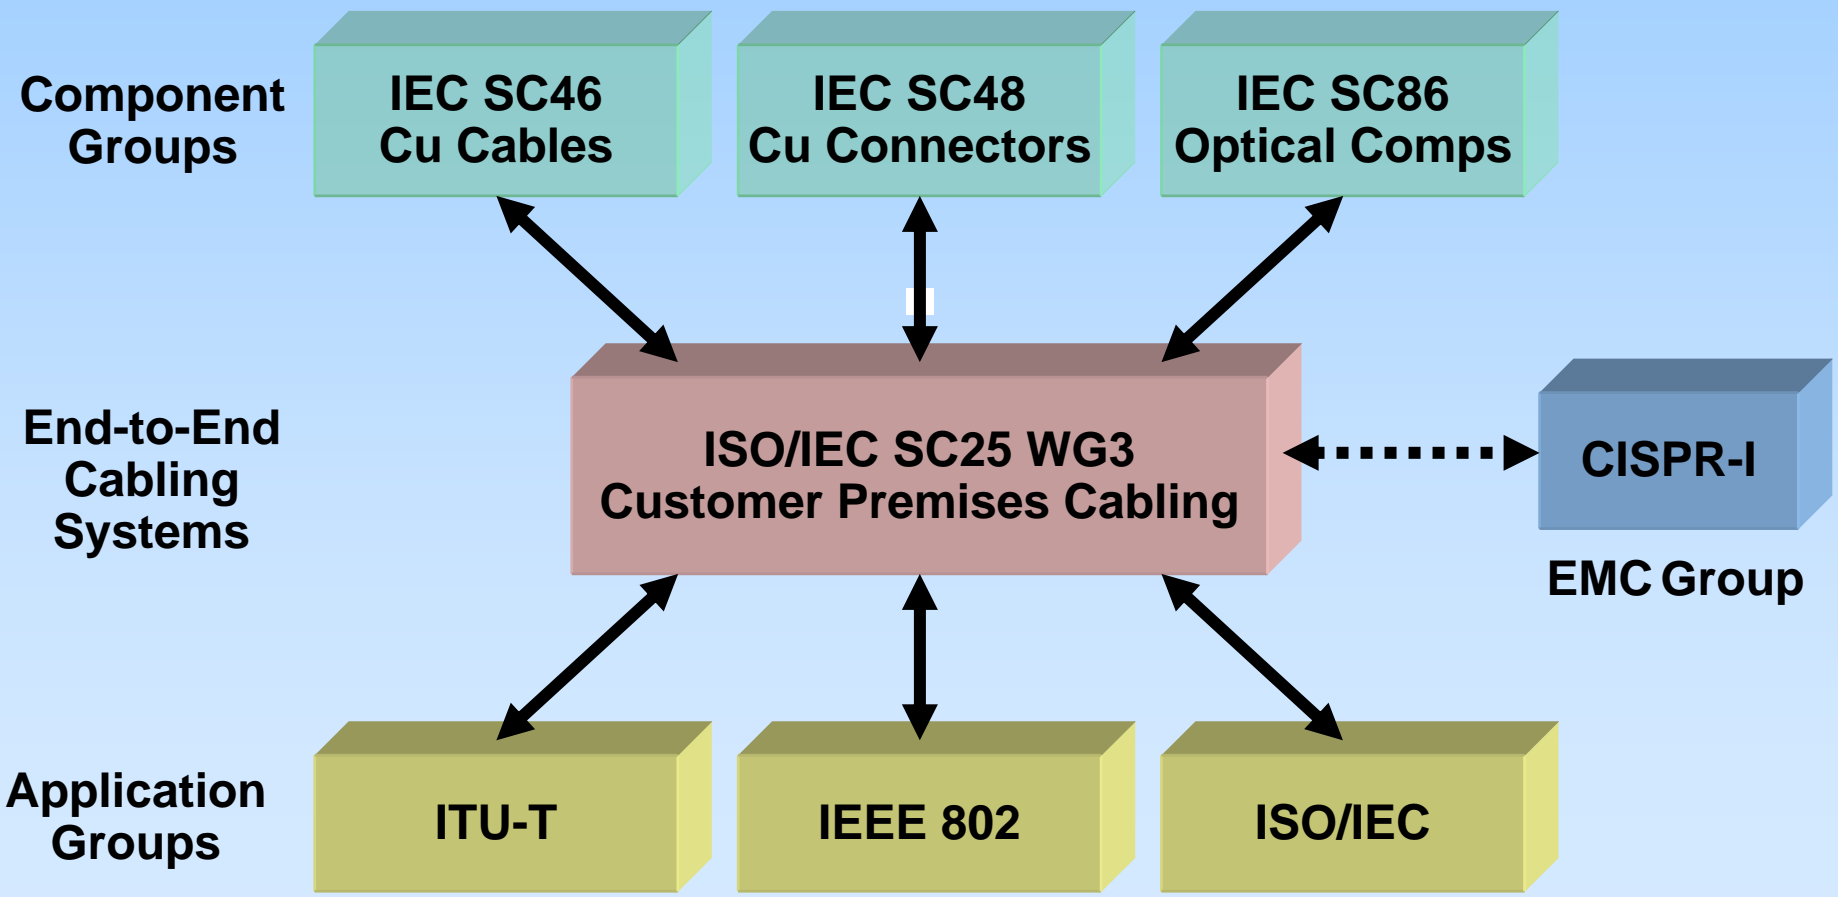 Component
Groups
IEC SC46
Cu Cables
IEC SC48
Cu Connectors
IEC SC86
Optical Comps
End-to-End
Cabling
Systems
ISO/IEC SC25 WG3
Customer Premises Cabling
CISPR-I
EMC Group
Application
Groups
ITU-T
IEEE 802
ISO/IEC